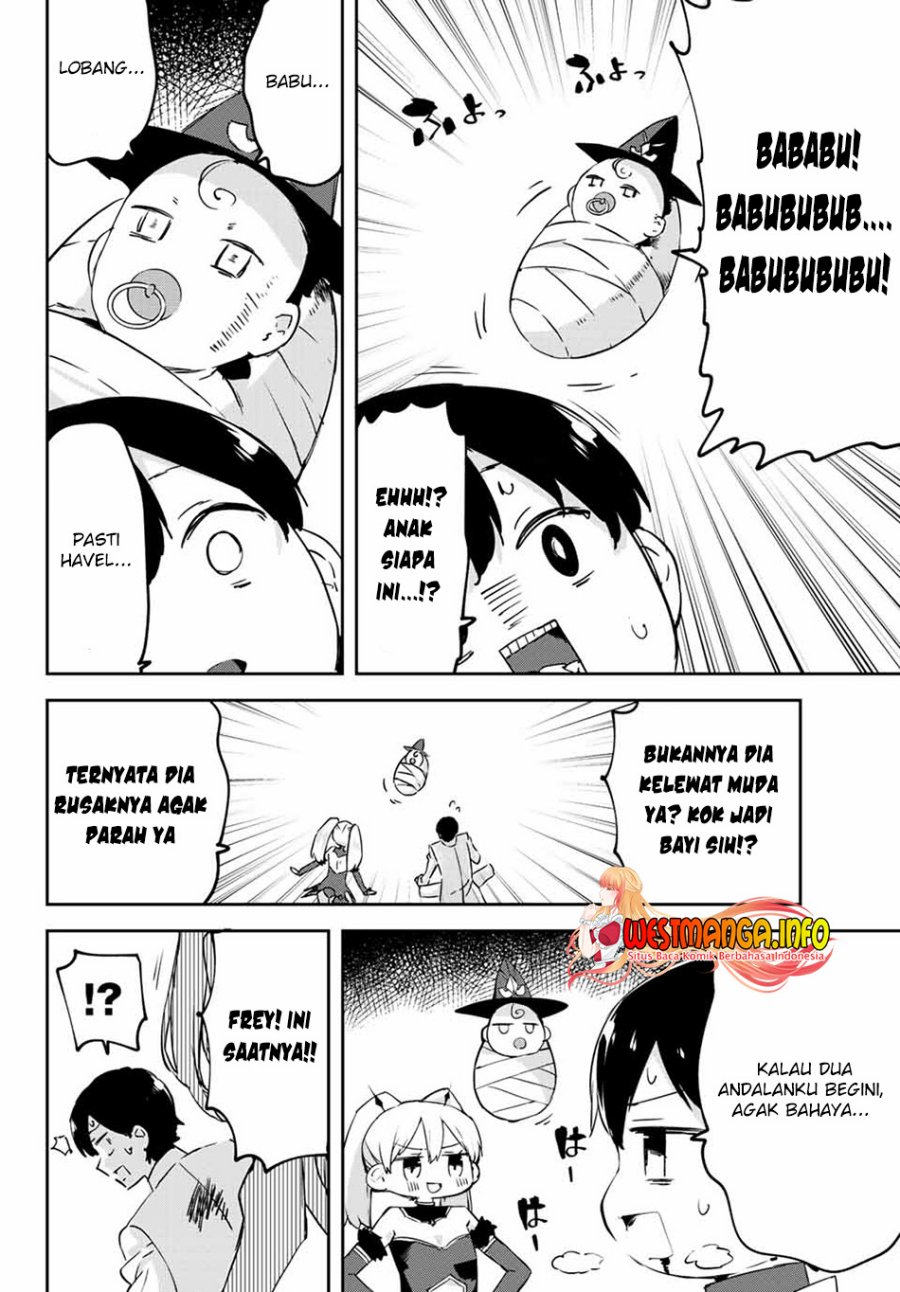 BABABU!
BABUBUBUB....
BABUBUBUBU!
ふよっ
ふよっ
EHHH!?
ANAK
SIAPA
INI...!?
BABU...
LOBANG...
PASTI
HAVEL...
BUKANNYA DIA
KELEWAT MUDA
YA? KOK JADI
BAYI SIH!?
TERNYATA DIA
RUSAKNYA AGAK
PARAH YA
WESTMANGA.INFO
Situs Baca Komik Berbahasa Indonesia
KALAU DUA
ANDALANKU BEGINI,
AGAK BAHAYA...
はー
はー
FREY! INI
SAATNYA!!
!?